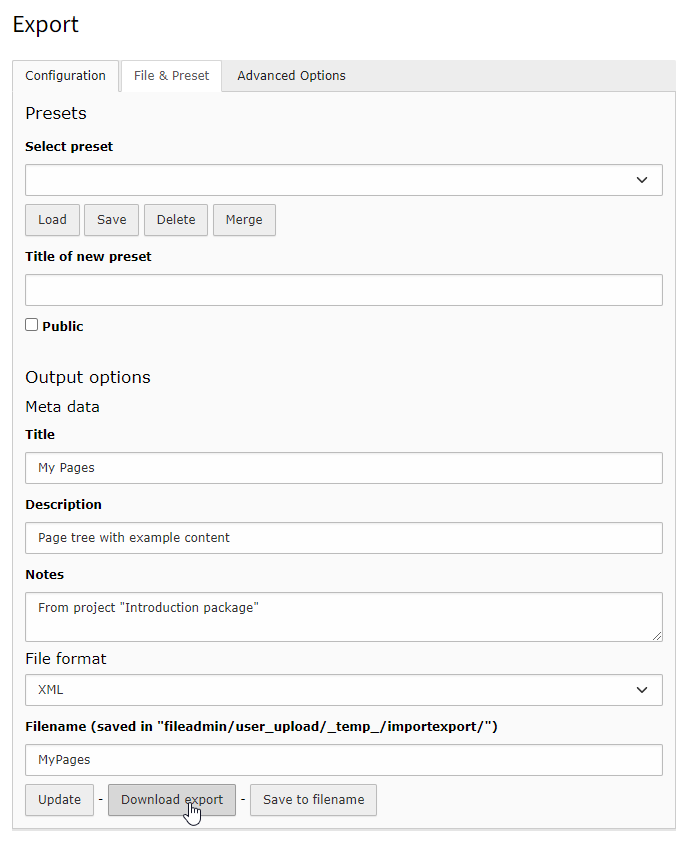 Export
Configuration File & Preset Advanced Options
Presets
Select preset
Load Save Delete Merge
Title of new preset
Public
Output options
Meta data
Title
My Pages
Description
Page tree with example content
Notes
From project "Introduction package"
File format
XML
Filename (saved in "fileadmin/user_upload/_temp_/importexport/")
MyPages
Update - Download export - Save to filename